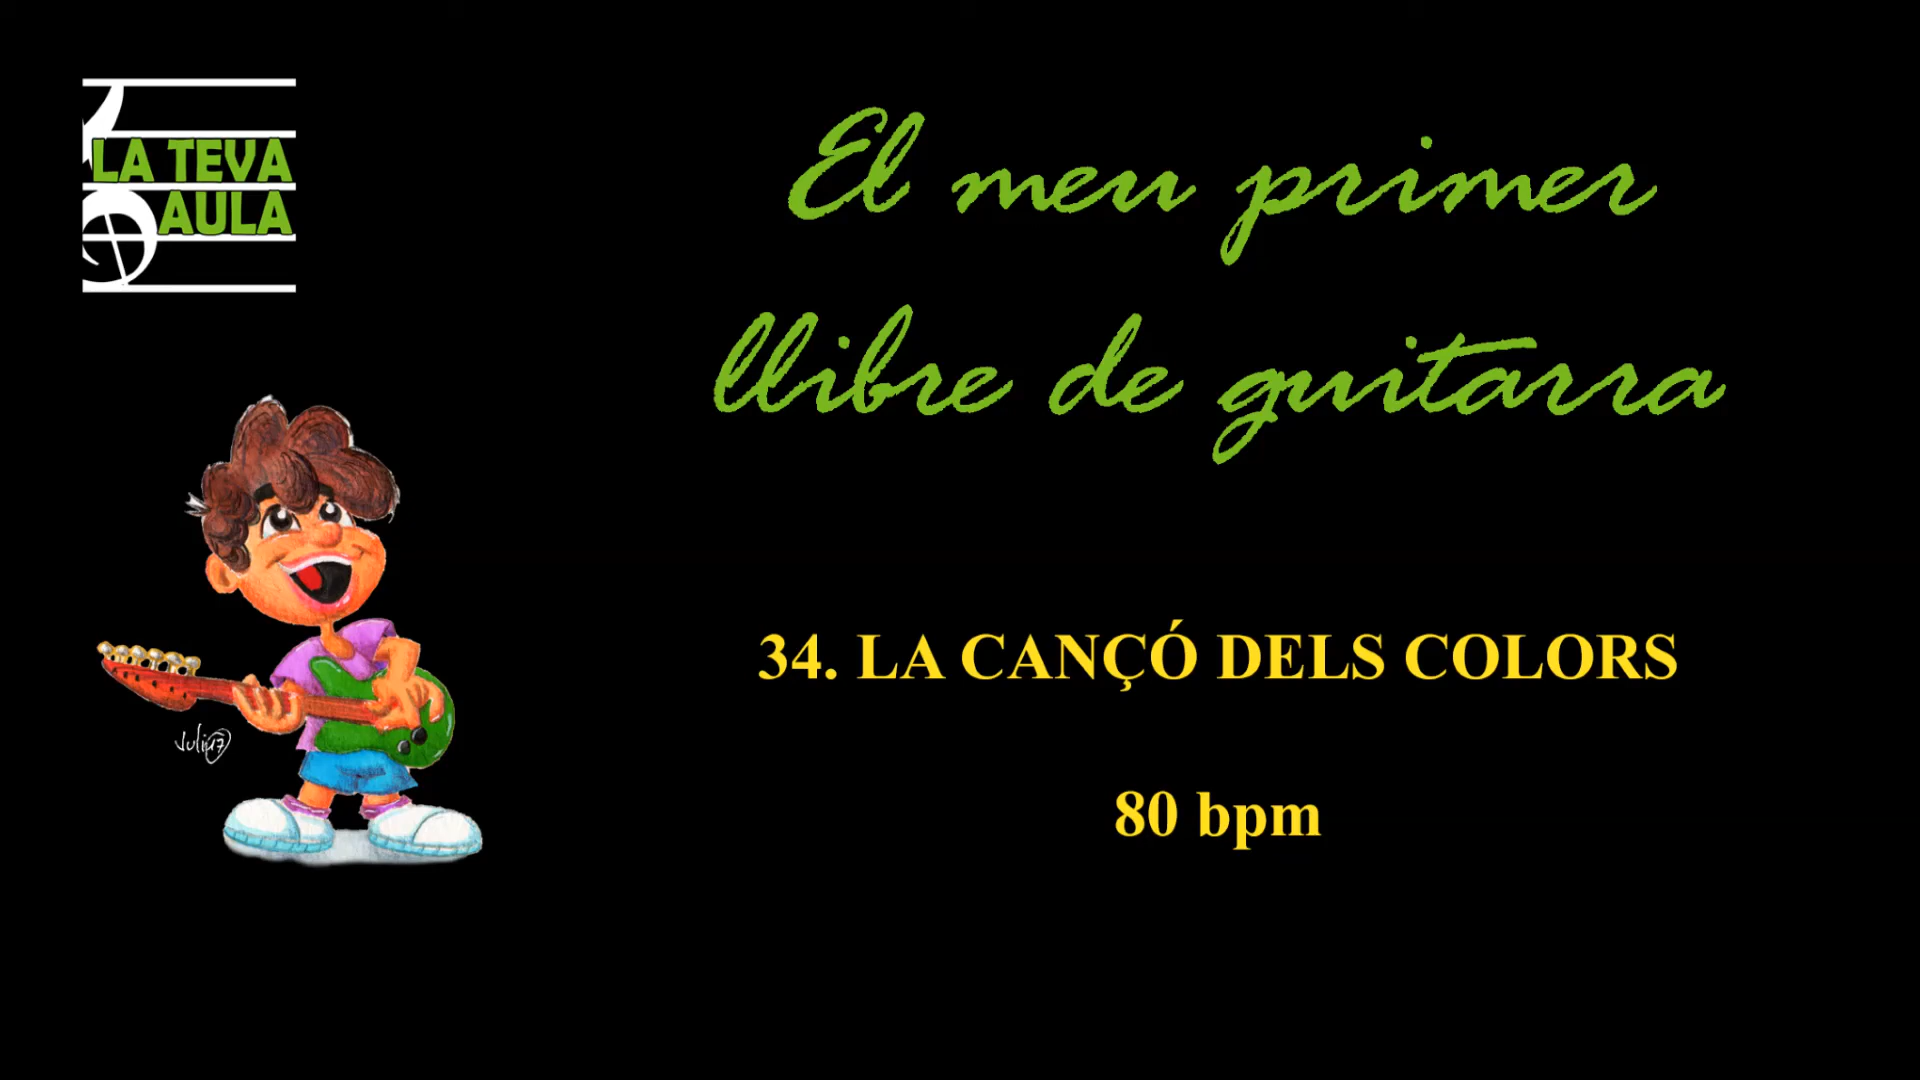 LA TEVA
AULA
El meu primer
llibre de guitarra
34. LA CANÇÓ DELS COLORS
80 bpm